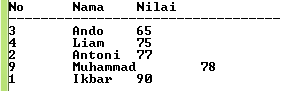 No Nama Nilai
------------------------------------
3 Ando 65
4 Liam 75
2 Antoni 77
9 Muhammad 78
1 Ikbar 90